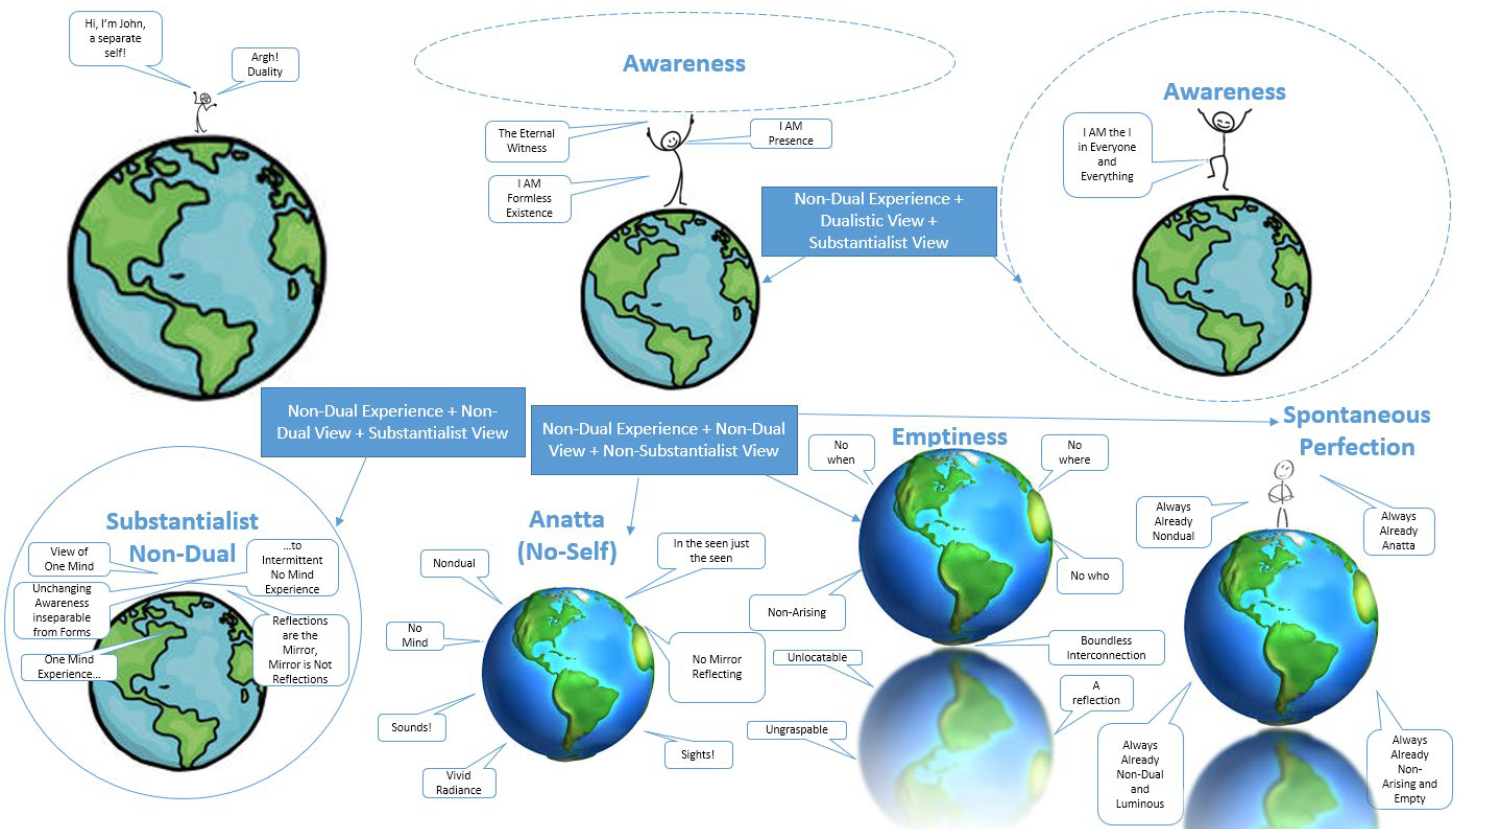 Hi, I'm John,
a separate
self!
Argh!
Duality
Awareness
The Eternal
Witness
I AM
Presence
I AM
Formless
Existence
Non-Dual Experience +
Dualistic View +
Substantialist View
Awareness
I AM the I
in Everyone
and
Everything
Non-Dual Experience + Non-
Dual View + Substantialist View
Non-Dual Experience + Non-Dual
View + Non-Substantialist View
Substantialist
Non-Dual
View of
One Mind
...to
Intermittent
No Mind
Experience
Unchanging
Awareness
inseparable
from Forms
One Mind
Experience...
Reflections
are the
Mirror,
Mirror is Not
Reflections
Anatta
(No-Self)
Nondual
In the seen just
the seen
No
Mind
No Mirror
Reflecting
Sounds!
Sights!
Vivid
Radiance
Emptiness
No
when
No
where
No who
Non-Arising
Boundless
Interconnection
Unlocatable
A
reflection
Ungraspable
Spontaneous
Perfection
Always
Already
Nondual
Always
Already
Anatta
Always
Already
Non-Dual
and
Luminous
Always
Already
Non-
Arising and
Empty